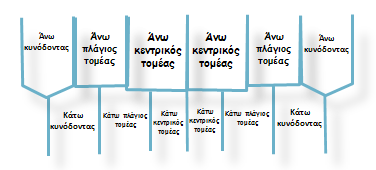 Άνω
κυνόδοντας
Άνω
πλάγιος
τομέας
Άνω
κεντρικός
τομέας
Άνω
κεντρικός
τομέας
Άνω
πλάγιος
τομέας
Άνω
κυνόδοντας
Κάτω
κυνόδοντας
Κάτω πλάγιος
τομέας
Κάτω
κεντρικός
τομέας
Κάτω
κεντρικός
τομέας
Κάτω πλάγιος
τομέας
Κάτω
κυνόδοντας